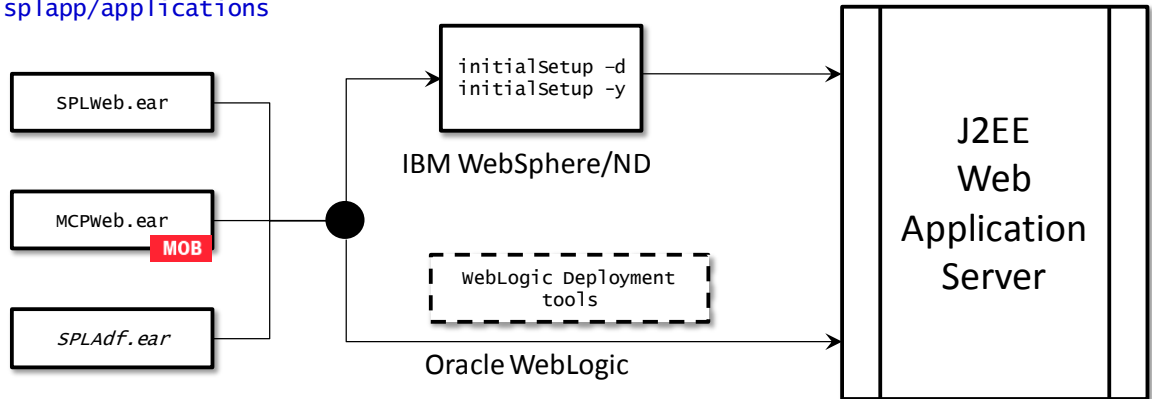 splapp/applications
SPLWeb.ear
MCPWeb.ear
MOB
SPLAdf.ear
initialSetup –d
initialSetup -y
IBM WebSphere/ND
WebLogic Deployment
tools
Oracle WebLogic
J2EE
Web
Application
Server